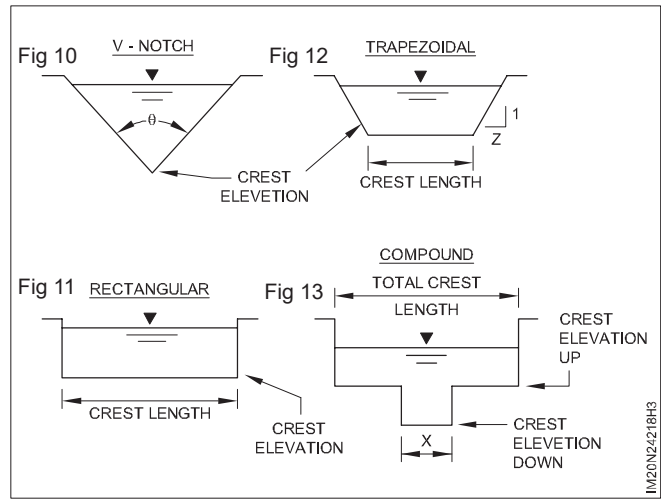 Fig 10
V - NOTCH
θ
CREST
ELEVETION
Fig 12
TRAPEZOIDAL
1
Z
CREST LENGTH
Fig 11
RECTANGULAR
CREST LENGTH
CREST
ELEVATION
Fig 13
COMPOUND
TOTAL CREST
LENGTH
CREST
ELEVATION
UP
X
CREST
ELEVETION
DOWN
IM20N24218H3